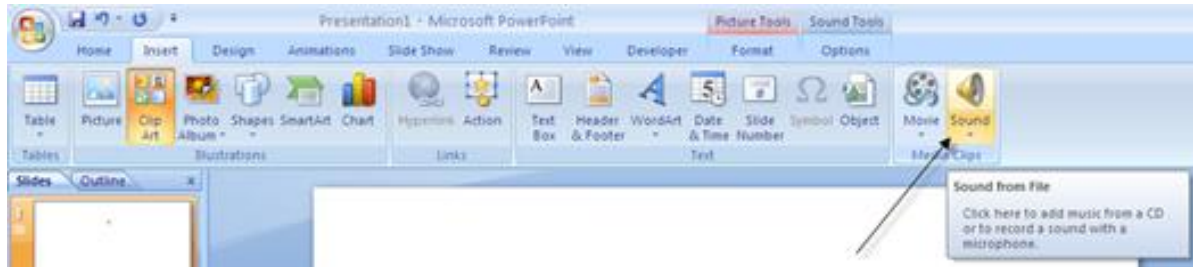 Presentation1 - Microsoft PowerPoint Picture Tools Sound Tools
Home Insert Design Animations Slide Show Review View Developer Format Options
Table Picture Clip Art Photo Album Shapes SmartArt Chart Hyperlink Action Text Box Header & Footer WordArt Date & Time Slide Number Symbol Object Movie Sound
Tables Illustrations Links Text Media Clips
Slides Outline x
Sound from File
Click here to add music from a CD
or to record a sound with a
microphone.